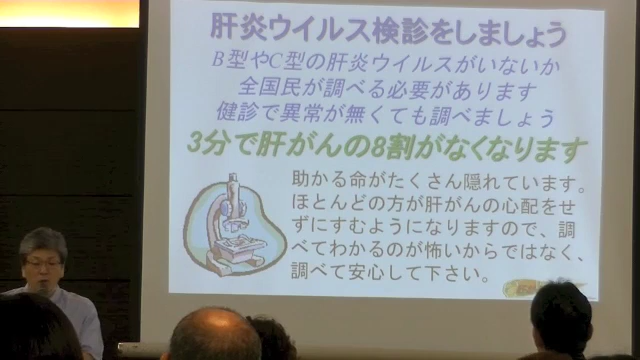 肝炎ウイルス検診をしましょう
B型やC型の肝炎ウイルスがいないか
全国民が調べる必要があります
健診で異常が無くても調べましょう
3分で肝がんの8割がなくなります
助かる命がたくさん隠れています。
ほとんどの方が肝がんの心配をせ
ずにすむようになりますので、調
べてわかるのが怖いからではなく、
調べて安心して下さい。